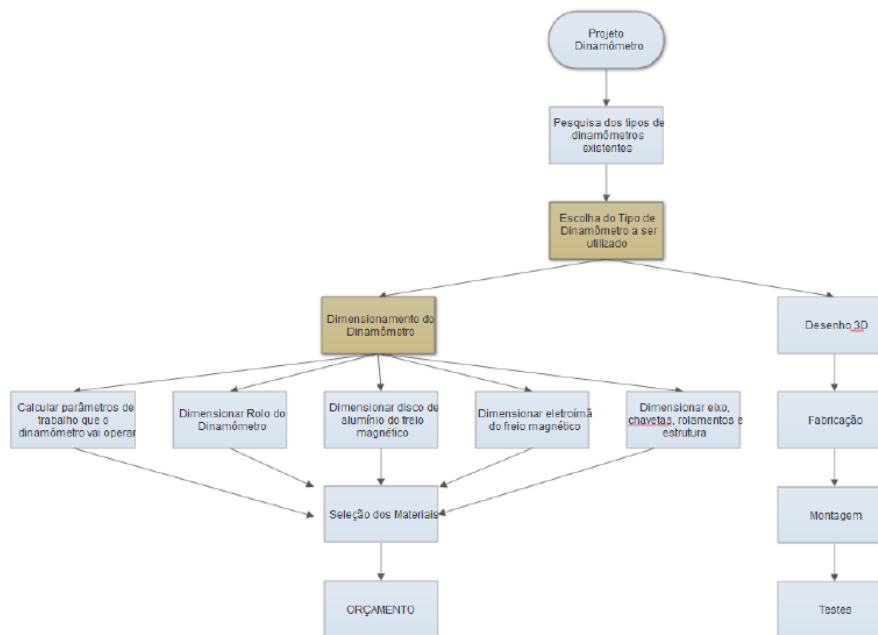 Projeto
Dinamômetro
Pesquisa dos tipos de
dinamômetros
existentes
Escolha do Tipo de
Dinamômetro a ser
utilizado
Dimensionamento do
Dinamômetro
Desenho 3D
Calcular parâmetros de
trabalho que o
dinamômetro vai operar
Dimensionar Rolo do
Dinamômetro
Dimensionar disco de
alumínio do freio
magnético
Dimensionar eletroímã
do freio magnético
Dimensionar eixo,
chavetas, rolamentos e
estrutura
Fabricação
Seleção dos Materiais
Montagem
ORÇAMENTO
Testes